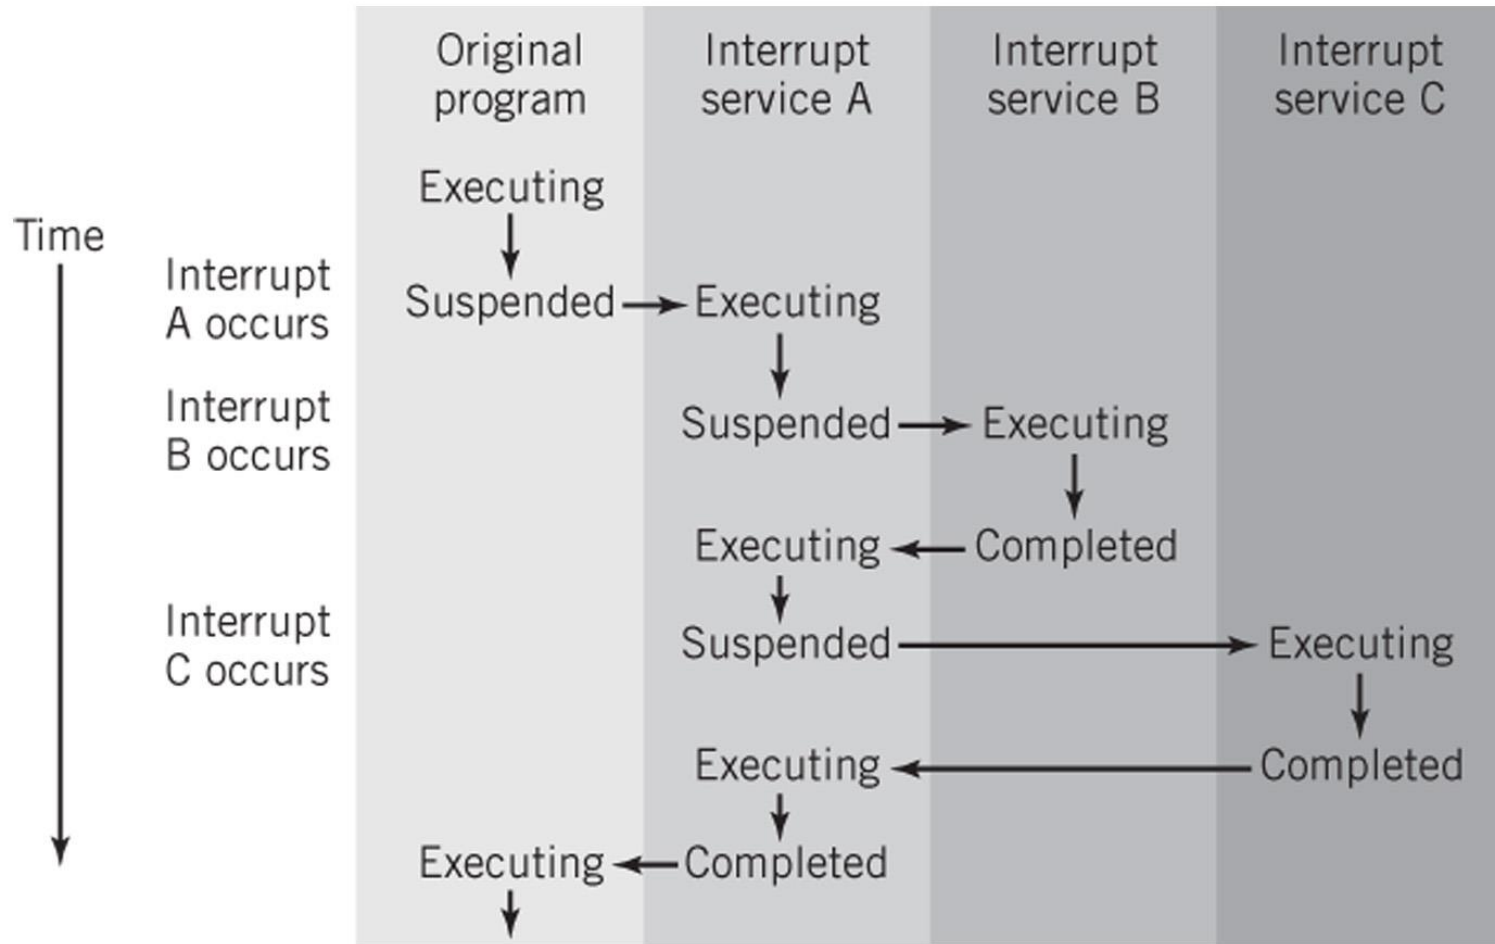 Original
program
Interrupt
service A
Interrupt
service B
Interrupt
service C
Executing
Time
Interrupt
A occurs
Suspended
Executing
Interrupt
B occurs
Suspended
Executing
Executing
Completed
Interrupt
C occurs
Suspended
Executing
Executing
Completed
Executing
Completed